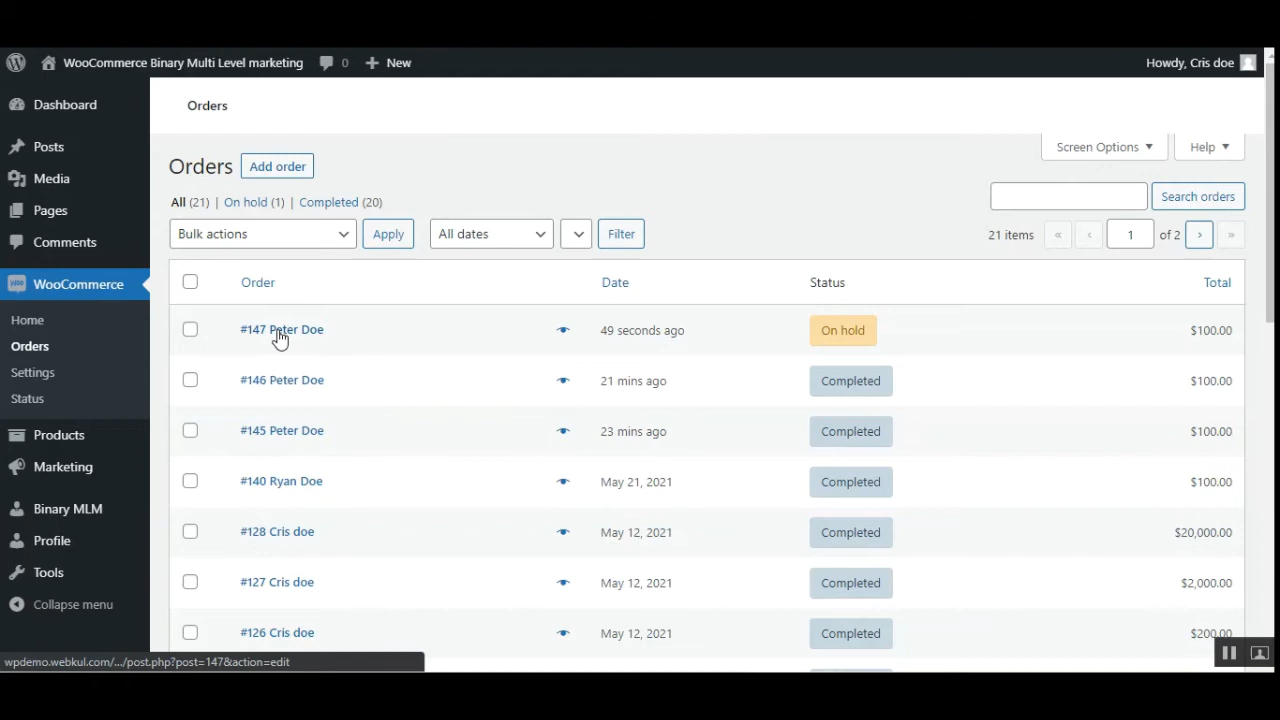 WooCommerce Binary Multi Level marketing 0 New Howdy, Cris doe
Dashboard
Posts
Media
Pages
Comments
WooCommerce
Home
Orders
Settings
Status
Products
Marketing
Binary MLM
Profile
Tools
Collapse menu
Orders
Screen Options Help
Orders Add order
All (21) | On hold (1) | Completed (20)
Search orders
Bulk actions Apply All dates Filter 21 items « ‹ 1 of 2 › »
Order Date Status Total
#147 Peter Doe 49 seconds ago On hold $100.00
#146 Peter Doe 21 mins ago Completed $100.00
#145 Peter Doe 23 mins ago Completed $100.00
#140 Ryan Doe May 21, 2021 Completed $100.00
#128 Cris doe May 12, 2021 Completed $20,000.00
#127 Cris doe May 12, 2021 Completed $2,000.00
#126 Cris doe May 12, 2021 Completed $200.00
wpdemo.webkul.com/.../post.php?post=147&action=edit